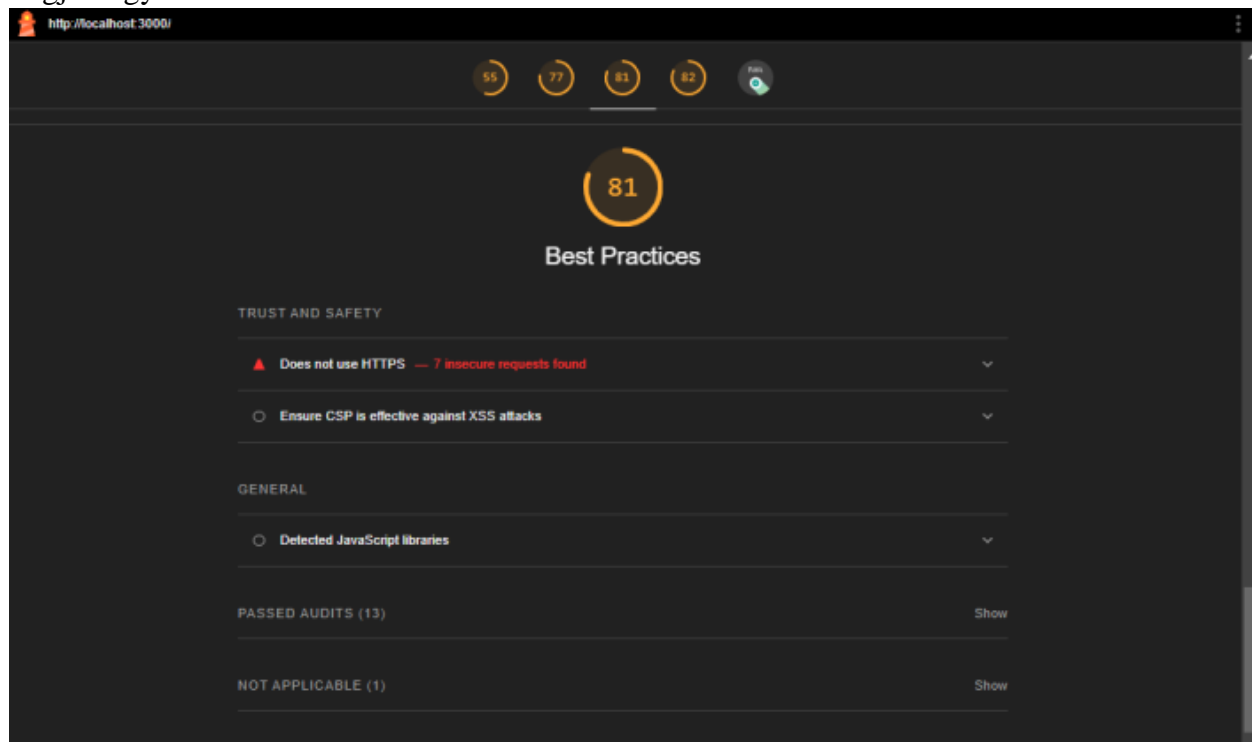 http://localhost:3000/
55 77 81 82
81
Best Practices
TRUST AND SAFETY
Does not use HTTPS — 7 insecure requests found
Ensure CSP is effective against XSS attacks
GENERAL
Detected JavaScript libraries
PASSED AUDITS (13) Show
NOT APPLICABLE (1) Show